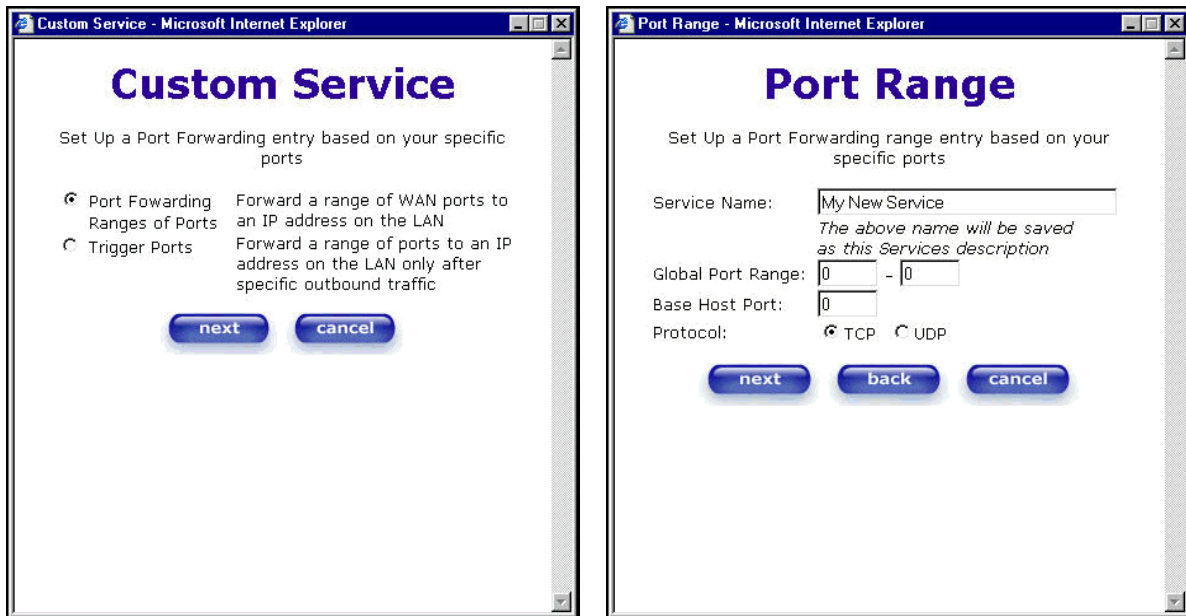 Custom Service - Microsoft Internet Explorer
Custom Service
Set Up a Port Forwarding entry based on your specific
ports
Port Fowarding
Ranges of Ports
Forward a range of WAN ports to
an IP address on the LAN
Trigger Ports
Forward a range of ports to an IP
address on the LAN only after
specific outbound traffic
next
cancel
Port Range - Microsoft Internet Explorer
Port Range
Set Up a Port Forwarding range entry based on your
specific ports
Service Name: My New Service
The above name will be saved
as this Services description
Global Port Range: 0 - 0
Base Host Port: 0
Protocol: TCP UDP
next back cancel